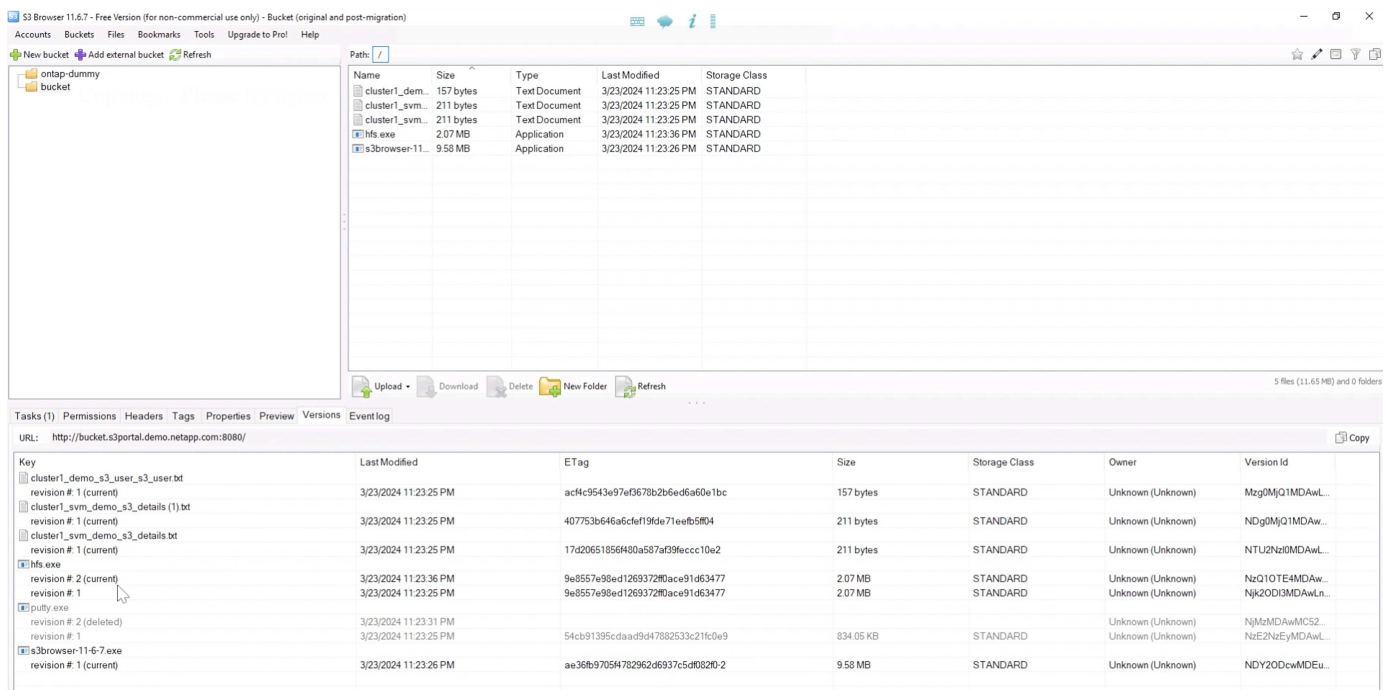 S3 Browser 11.6.7 - Free Version (for non-commercial use only) - Bucket (original and post-migration)
Accounts Buckets Files Bookmarks Tools Upgrade to Pro! Help
New bucket Add external bucket Refresh
Path: /
ontap-dummy
bucket
Name Size Type Last Modified Storage Class
cluster1_dem... 157 bytes Text Document 3/23/2024 11:23:25 PM STANDARD
cluster1_svm... 211 bytes Text Document 3/23/2024 11:23:25 PM STANDARD
cluster1_svm... 211 bytes Text Document 3/23/2024 11:23:25 PM STANDARD
hfs.exe 2.07 MB Application 3/23/2024 11:23:36 PM STANDARD
s3browser-11... 9.58 MB Application 3/23/2024 11:23:26 PM STANDARD
Upload Download Delete New Folder Refresh
5 files (11.65 MB) and 0 folders
Tasks (1) Permissions Headers Tags Properties Preview Versions Event log
URL: http://bucket.s3portal.demo.netapp.com:8080/ Copy
Key Last Modified ETag Size Storage Class Owner Version Id
cluster1_demo_s3_user_s3_user.txt
revision #: 1 (current) 3/23/2024 11:23:25 PM acf4c9543e97ef3678b2b6ed6a60e1bc 157 bytes STANDARD Unknown (Unknown) Mzg0MjQ1MDAwL...
cluster1_svm_demo_s3_details (1).txt
revision #: 1 (current) 3/23/2024 11:23:25 PM 407753b646a6cfef19fde71eefb5ff04 211 bytes STANDARD Unknown (Unknown) NDg0MjQ1MDAw...
cluster1_svm_demo_s3_details.txt
revision #: 1 (current) 3/23/2024 11:23:25 PM 17d20651856f480a587af39feccc10e2 211 bytes STANDARD Unknown (Unknown) NTU2NzI0MDAwL...
hfs.exe
revision #: 2 (current) 3/23/2024 11:23:36 PM 9e8557e98ed1269372ff0ace91d63477 2.07 MB STANDARD Unknown (Unknown) NzQ1OTE4MDAw...
revision #: 1 3/23/2024 11:23:25 PM 9e8557e98ed1269372ff0ace91d63477 2.07 MB STANDARD Unknown (Unknown) Njk2ODI3MDAwLn...
putty.exe
revision #: 2 (deleted) 3/23/2024 11:23:31 PM Unknown (Unknown) NjMzMDAwMC52...
revision #: 1 3/23/2024 11:23:25 PM 54cb91395cdaad9d47882533c21fc0e9 834.05 KB STANDARD Unknown (Unknown) NzE2NzEyMDAwL...
s3browser-11-6-7.exe
revision #: 1 (current) 3/23/2024 11:23:26 PM ae36fb9705f4782962d6937c5df082f0-2 9.58 MB STANDARD Unknown (Unknown) NDY2ODcwMDEu...